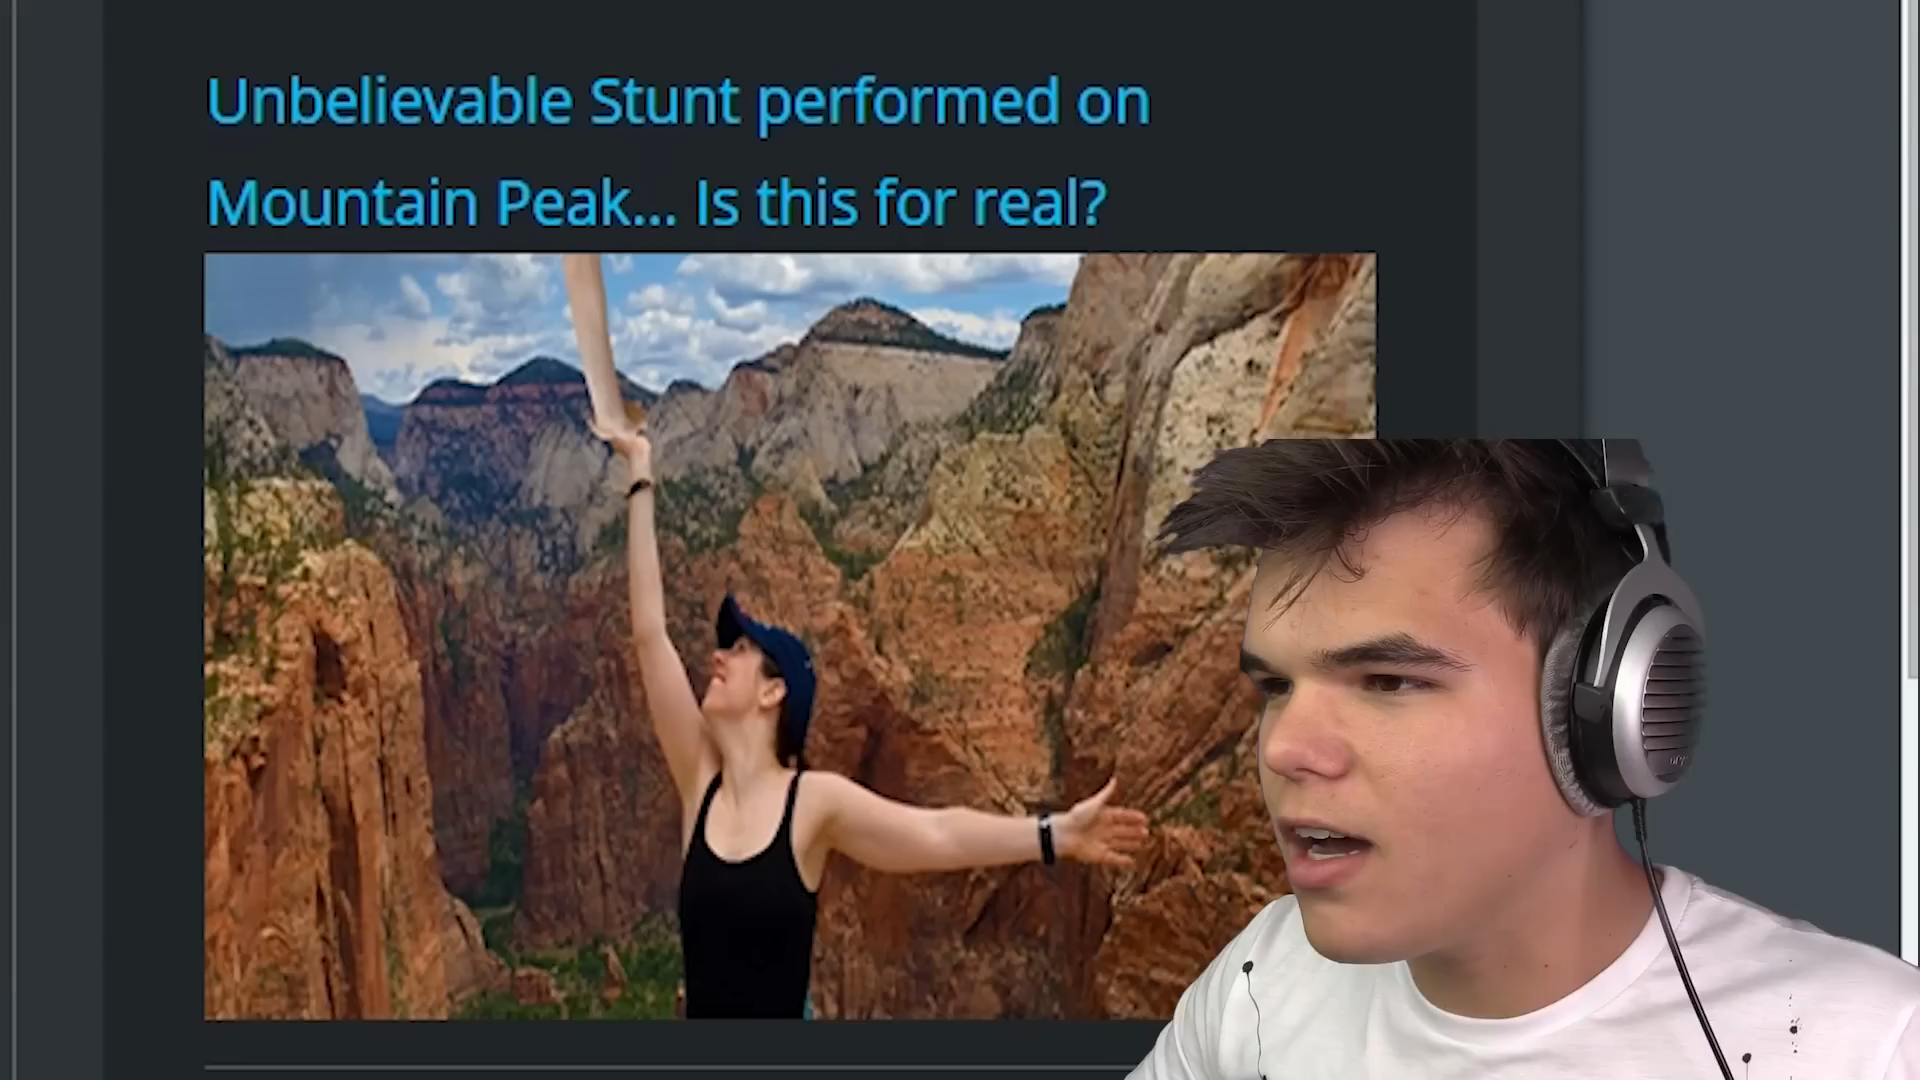 Unbelievable Stunt performed on
Mountain Peak... Is this for real?